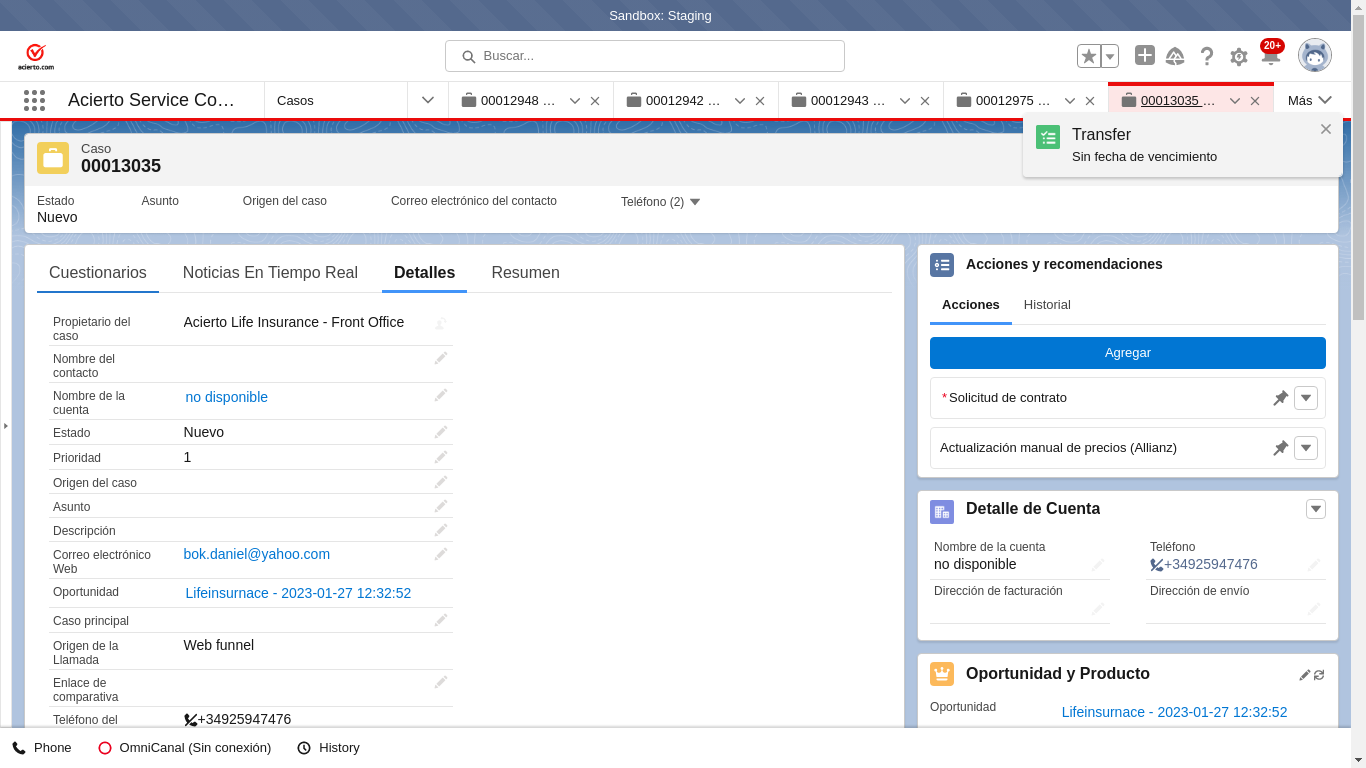 Sandbox: Staging
acierto.com
Buscar...
20+
Acierto Service Co…
Casos
00012948 …
00012942 …
00012943 …
00012975 …
00013035 …
Más
Transfer
Sin fecha de vencimiento
Caso
00013035
Estado
Nuevo
Asunto
Origen del caso
Correo electrónico del contacto
Teléfono (2)
Cuestionarios
Noticias En Tiempo Real
Detalles
Resumen
Propietario del
caso
Acierto Life Insurance - Front Office
Nombre del
contacto
Nombre de la
cuenta
no disponible
Estado
Nuevo
Prioridad
1
Origen del caso
Asunto
Descripción
Correo electrónico
Web
bok.daniel@yahoo.com
Oportunidad
Lifeinsurnace - 2023-01-27 12:32:52
Caso principal
Origen de la
Llamada
Web funnel
Enlace de
comparativa
Teléfono del
+34925947476
Acciones y recomendaciones
Acciones
Historial
Agregar
*Solicitud de contrato
Actualización manual de precios (Allianz)
Detalle de Cuenta
Nombre de la cuenta
no disponible
Teléfono
+34925947476
Dirección de facturación
Dirección de envío
Oportunidad y Producto
Oportunidad
Lifeinsurnace - 2023-01-27 12:32:52
Phone
OmniCanal (Sin conexión)
History